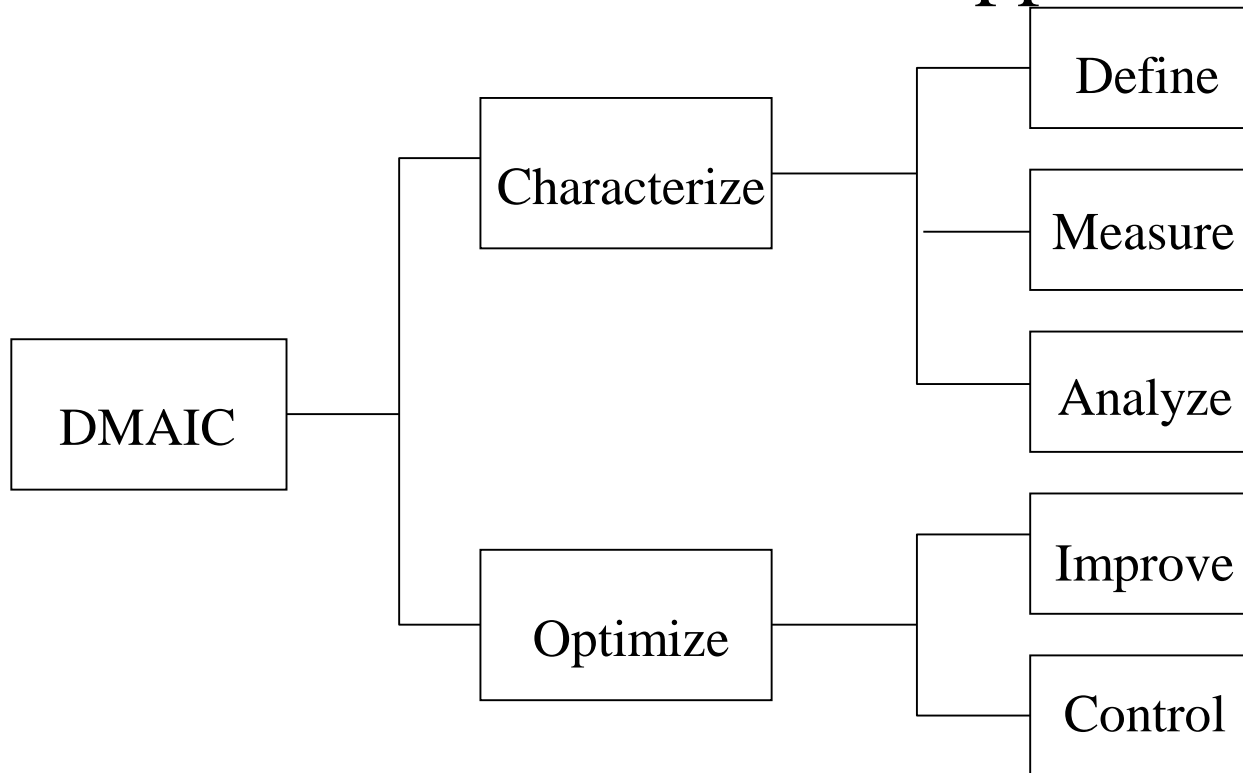 Define
Characterize
Measure
Analyze
DMAIC
Improve
Optimize
Control